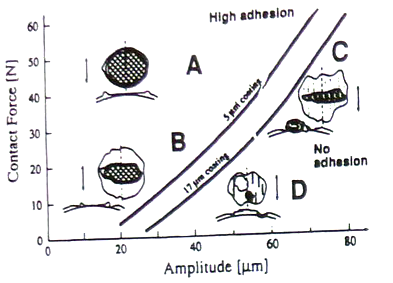 High adhesion
60
50
40
30
20
10
0
Contact Force [N]
A
B
C
D
5 µm coating
17 µm coating
No
adhesion
0
20
40
60
80
Amplitude [µm]